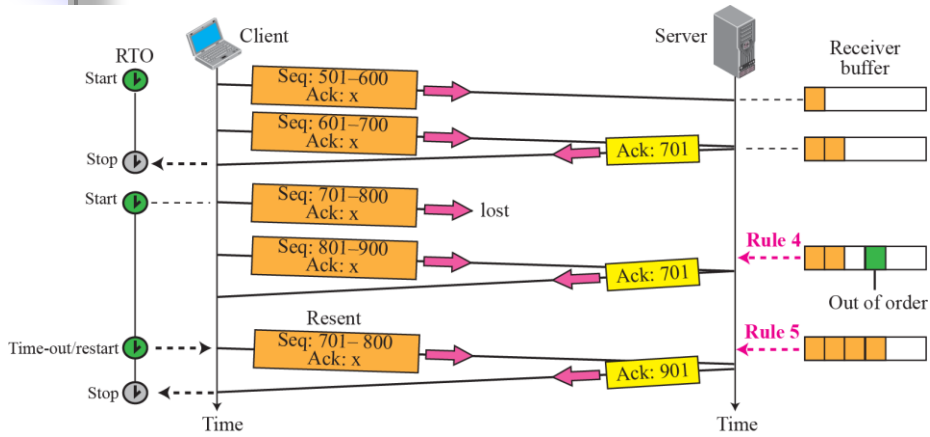 Client
Server
RTO
Receiver
buffer
Start
Seq: 501–600
Ack: x
Seq: 601–700
Ack: x
Ack: 701
Stop
Start
Seq: 701–800
Ack: x
lost
Seq: 801–900
Ack: x
Ack: 701
Rule 4
Out of order
Resent
Time-out/restart
Seq: 701– 800
Ack: x
Rule 5
Ack: 901
Stop
Time
Time